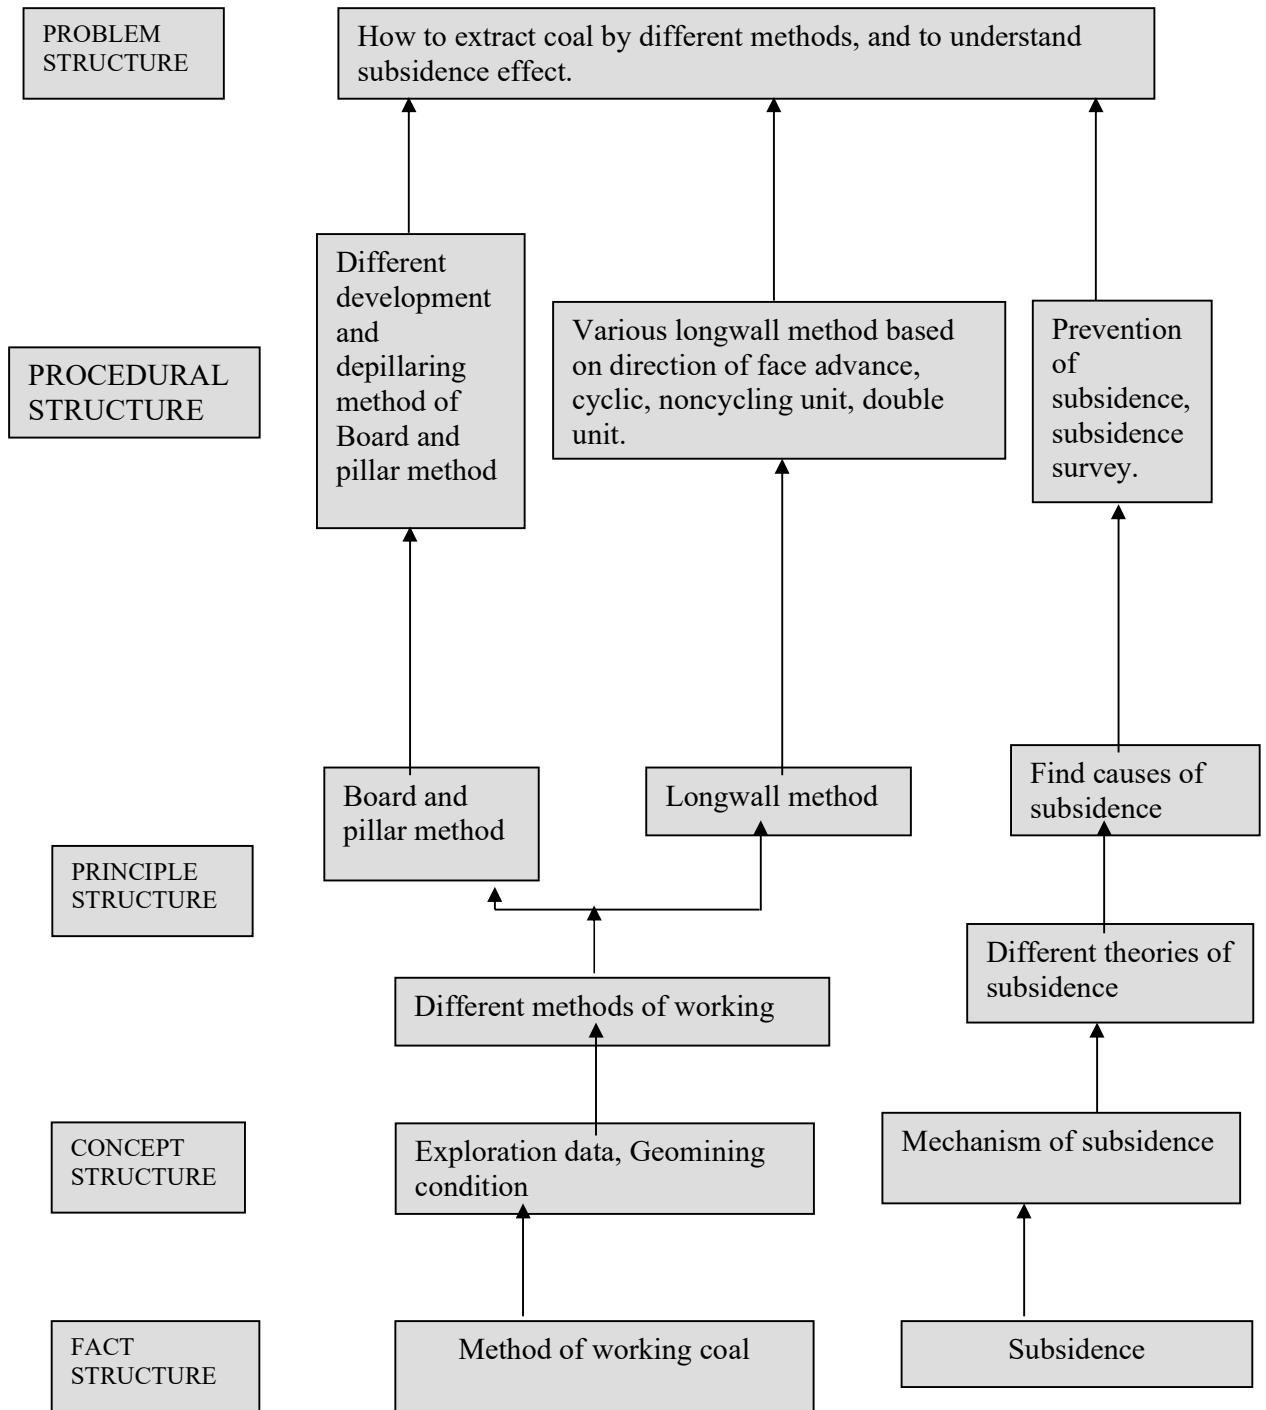 PROBLEM
STRUCTURE
How to extract coal by different methods, and to understand
subsidence effect.
Different
development
and
depillaring
method of
Board and
pillar method
Various longwall method based
on direction of face advance,
cyclic, noncycling unit, double
unit.
Prevention
of
subsidence,
subsidence
survey.
PROCEDURAL
STRUCTURE
Board and
pillar method
Longwall method
Find causes of
subsidence
PRINCIPLE
STRUCTURE
Different theories of
subsidence
Different methods of working
CONCEPT
STRUCTURE
Exploration data, Geomining
condition
Mechanism of subsidence
FACT
STRUCTURE
Method of working coal
Subsidence